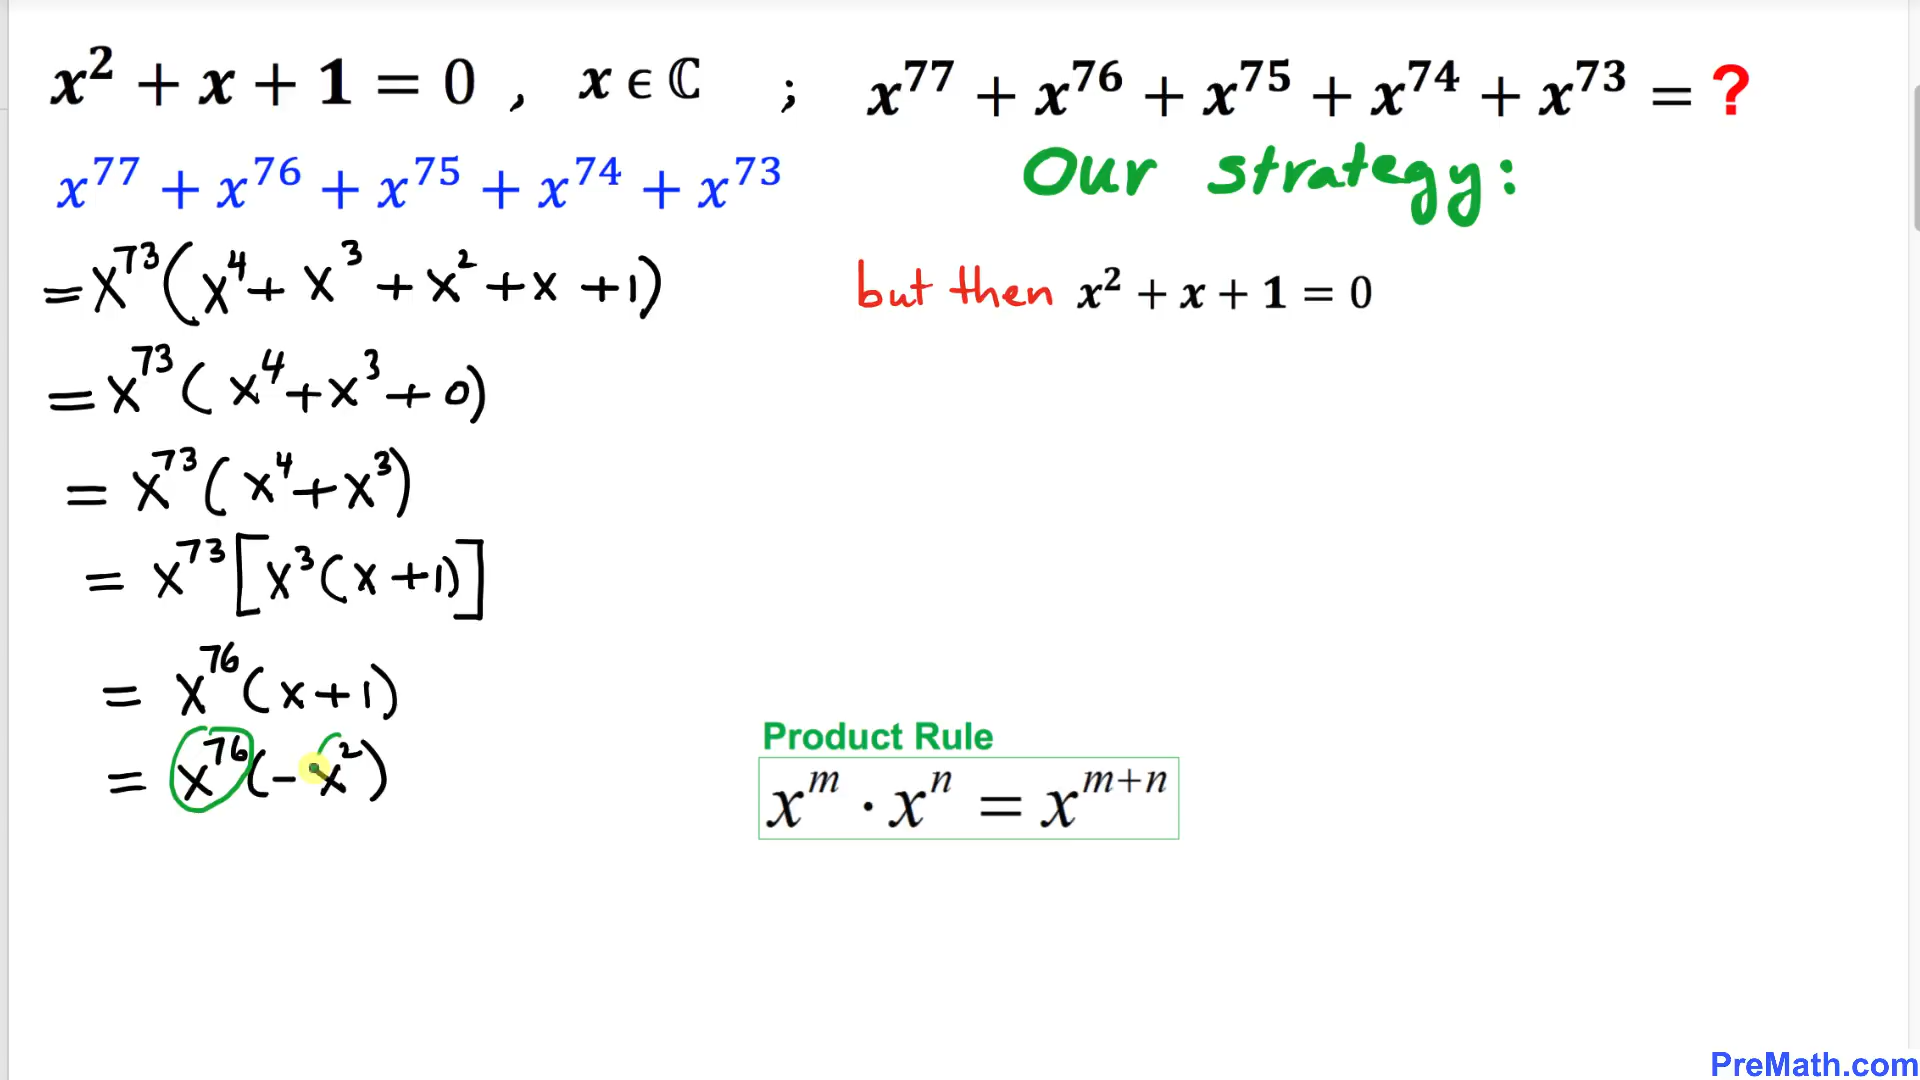 x² + x + 1 = 0 , x ∈ ℂ ; x⁷⁷ + x⁷⁶ + x⁷⁵ + x⁷⁴ + x⁷³ = ?
x⁷⁷ + x⁷⁶ + x⁷⁵ + x⁷⁴ + x⁷³
Our strategy:
= x⁷³(x⁴ + x³ + x² + x + 1)
but then x² + x + 1 = 0
= x⁷³(x⁴ + x³ + 0)
= x⁷³(x⁴ + x³)
= x⁷³[x³(x + 1)]
= x⁷⁶(x + 1)
= x⁷⁶(- x²)
Product Rule
xᵐ · xⁿ = xᵐ⁺ⁿ
PreMath.com